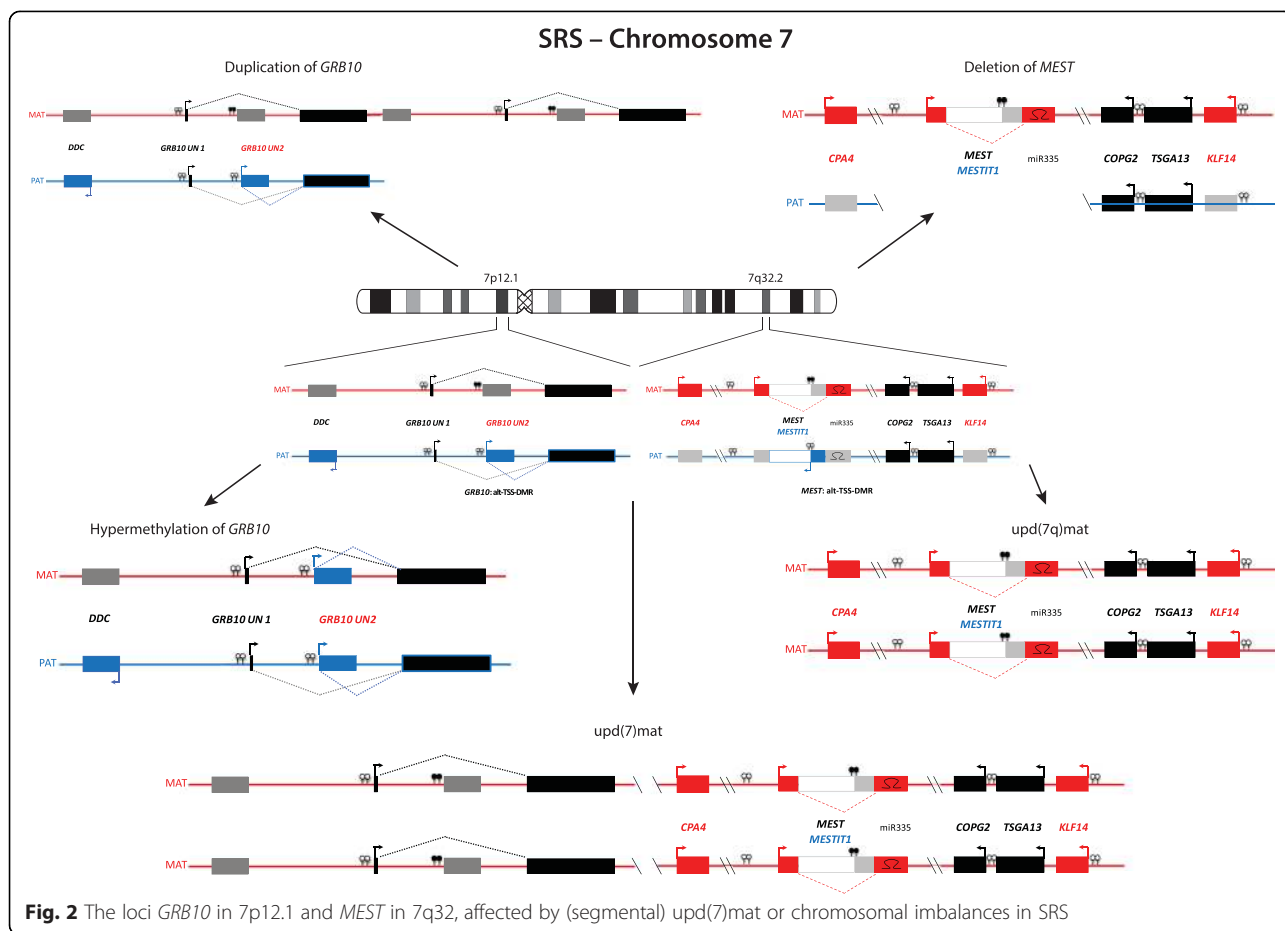 SRS – Chromosome 7
Duplication of GRB10
Deletion of MEST
MAT
DDC
GRB10 UN 1
GRB10 UN2
PAT
MAT
CPA4
MEST
MESTIT1
miR335
COPG2
TSGA13
KLF14
PAT
7p12.1
7q32.2
MAT
DDC
GRB10 UN 1
GRB10 UN2
PAT
GRB10: alt-TSS-DMR
MAT
CPA4
MEST
MESTIT1
miR335
COPG2
TSGA13
KLF14
PAT
MEST: alt-TSS-DMR
Hypermethylation of GRB10
MAT
DDC
GRB10 UN 1
GRB10 UN2
PAT
upd(7q)mat
MAT
CPA4
MEST
MESTIT1
miR335
COPG2
TSGA13
KLF14
MAT
upd(7)mat
MAT
CPA4
MEST
MESTIT1
miR335
COPG2
TSGA13
KLF14
MAT
Fig. 2 The loci GRB10 in 7p12.1 and MEST in 7q32, affected by (segmental) upd(7)mat or chromosomal imbalances in SRS